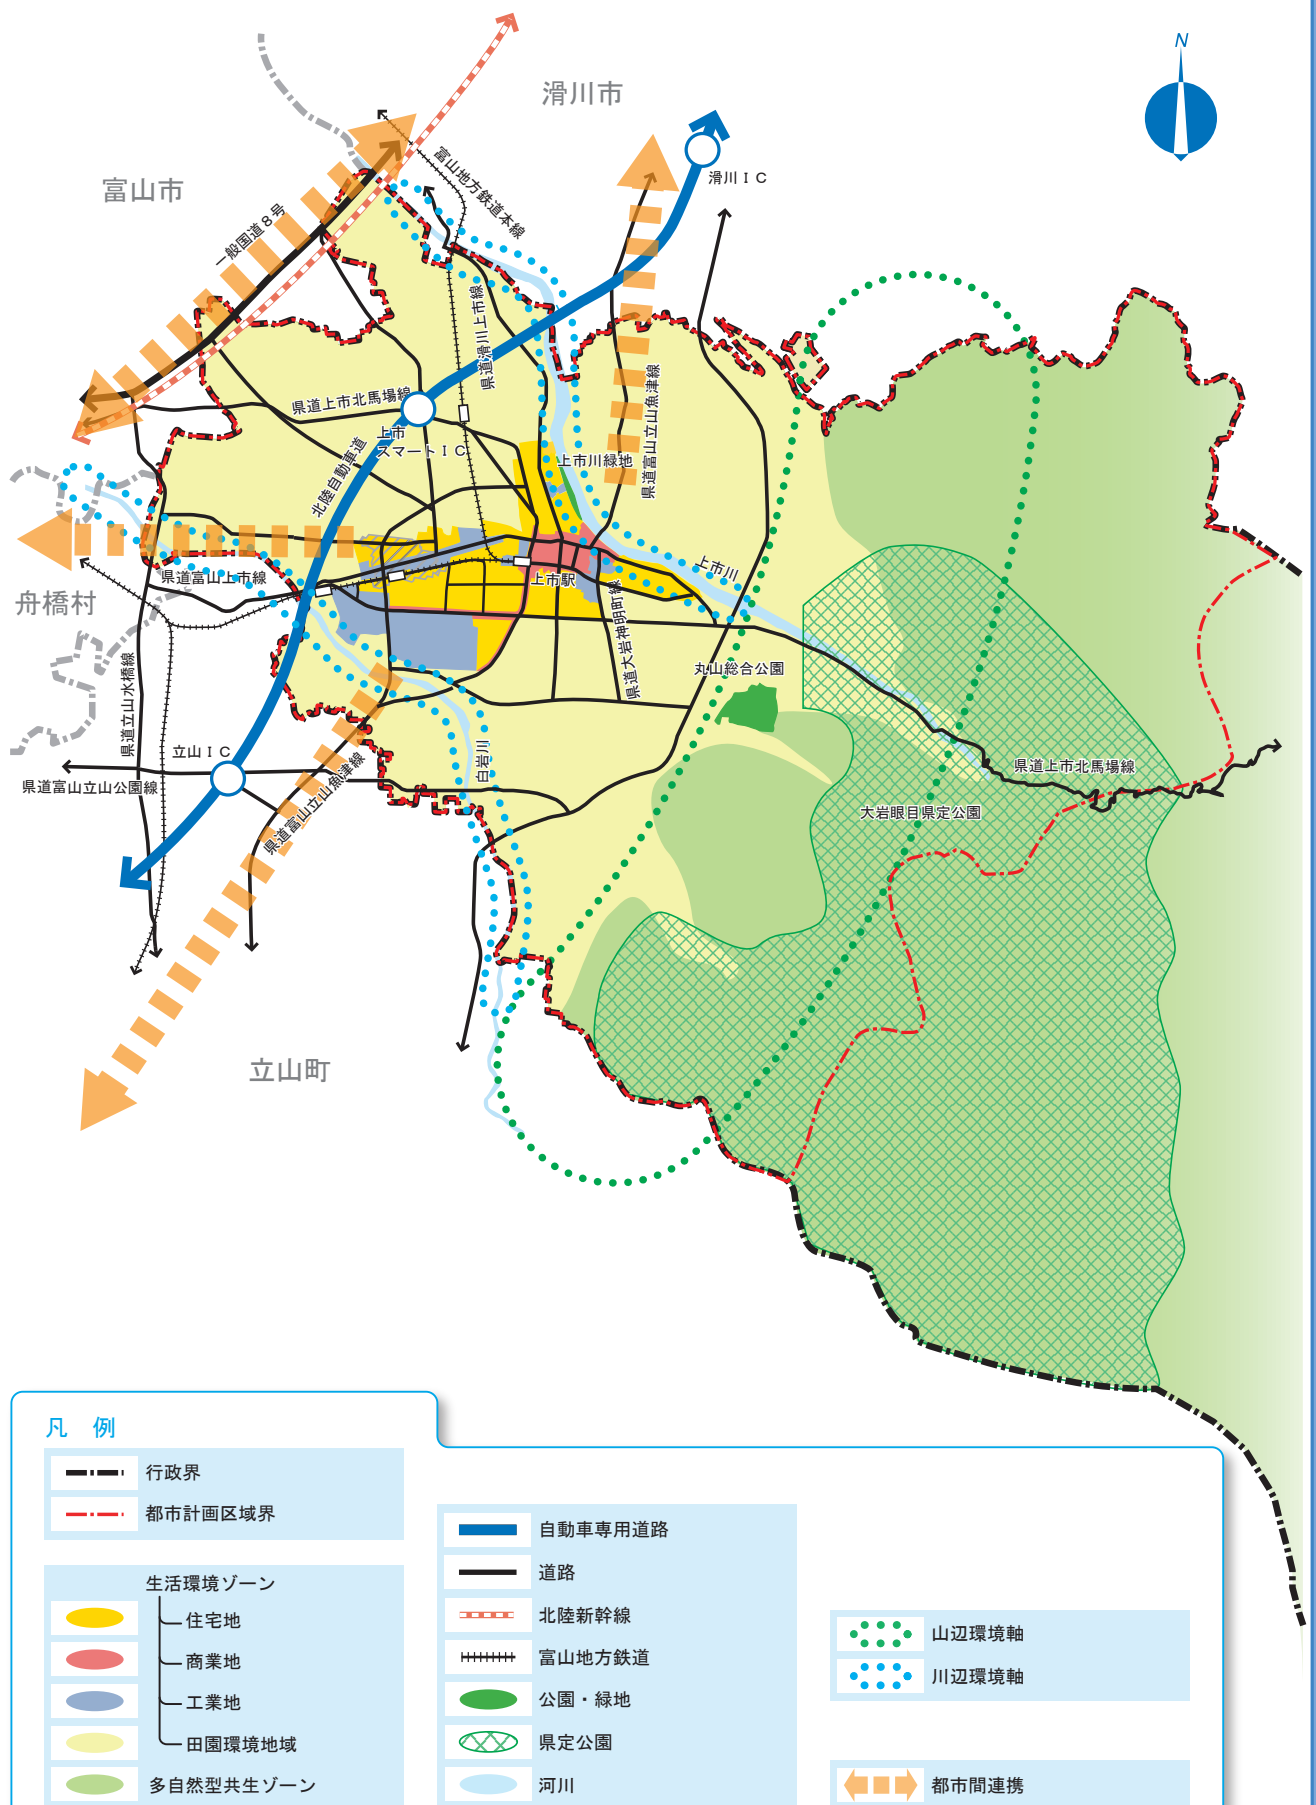 N
滑川市
富山市
富山地方鉄道本線
滑川ＩＣ
一般国道８号
県道滑川上市線
県道上市北馬場線
上市
スマートＩＣ
北陸自動車道
上市川緑地
県道富山立山魚津線
上市川
県道富山上市線
上市駅
舟橋村
県道大岩神明町線
丸山総合公園
県道立山水橋線
立山ＩＣ
白岩川
県道富山立山公園線
県道富山立山魚津線
県道上市北馬場線
大岩眼目県定公園
立山町
凡 例
行政界
都市計画区域界
生活環境ゾーン
住宅地
商業地
工業地
田園環境地域
多自然型共生ゾーン
自動車専用道路
道路
北陸新幹線
富山地方鉄道
公園・緑地
県定公園
河川
山辺環境軸
川辺環境軸
都市間連携